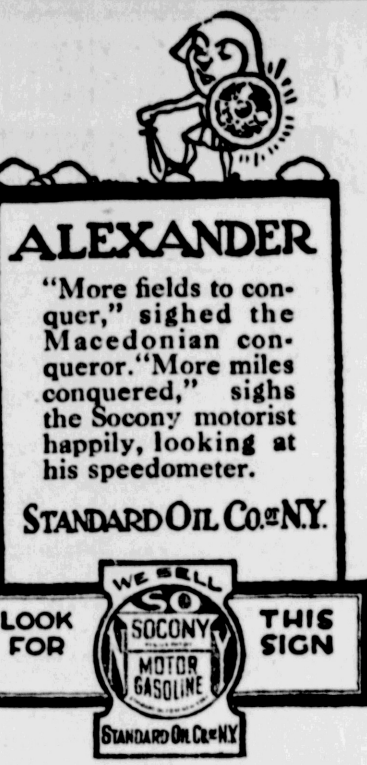 ALEXANDER
"More fields to con-
quer," sighed the
Macedonian con-
queror. "More miles
conquered," sighs
the Socony motorist
happily, looking at
his speedometer.
STANDARD OIL CO. OF N.Y.
WE SELL
SOCONY
MOTOR
GASOLINE
STANDARD OIL CO. OF N.Y.
LOOK
FOR
THIS
SIGN